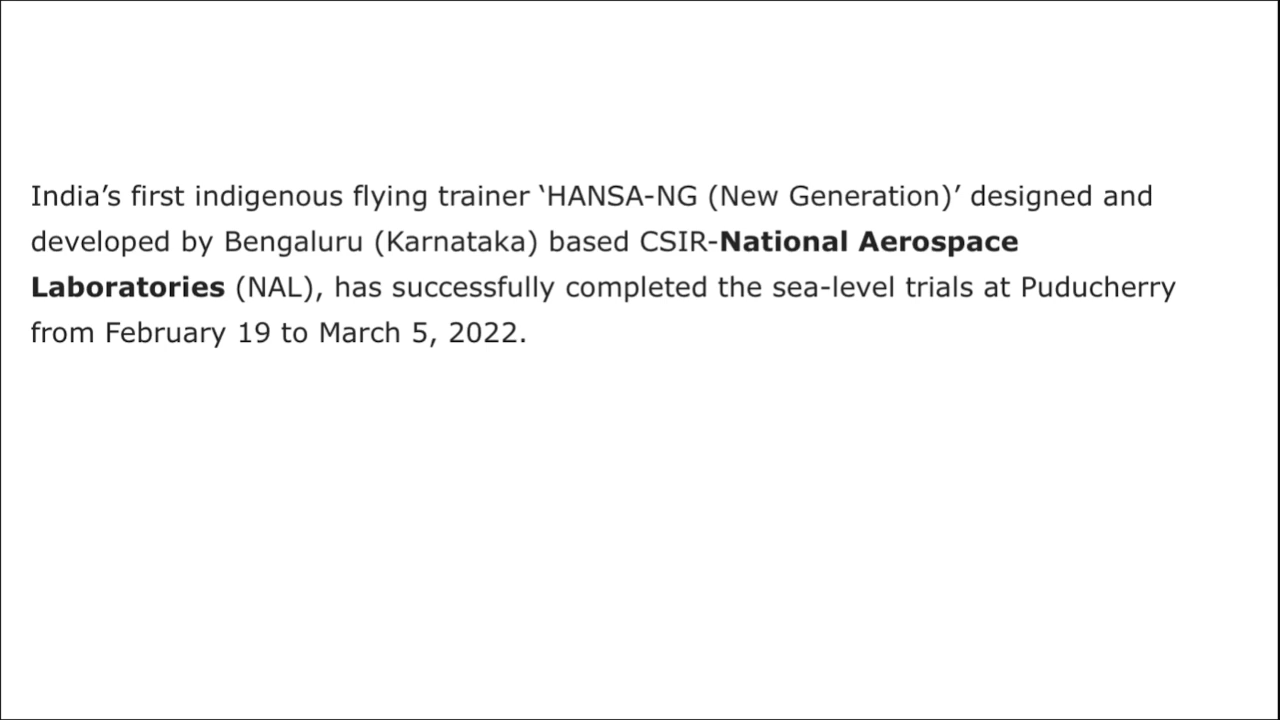 India’s first indigenous flying trainer ‘HANSA-NG (New Generation)’ designed and
developed by Bengaluru (Karnataka) based CSIR-National Aerospace
Laboratories (NAL), has successfully completed the sea-level trials at Puducherry
from February 19 to March 5, 2022.